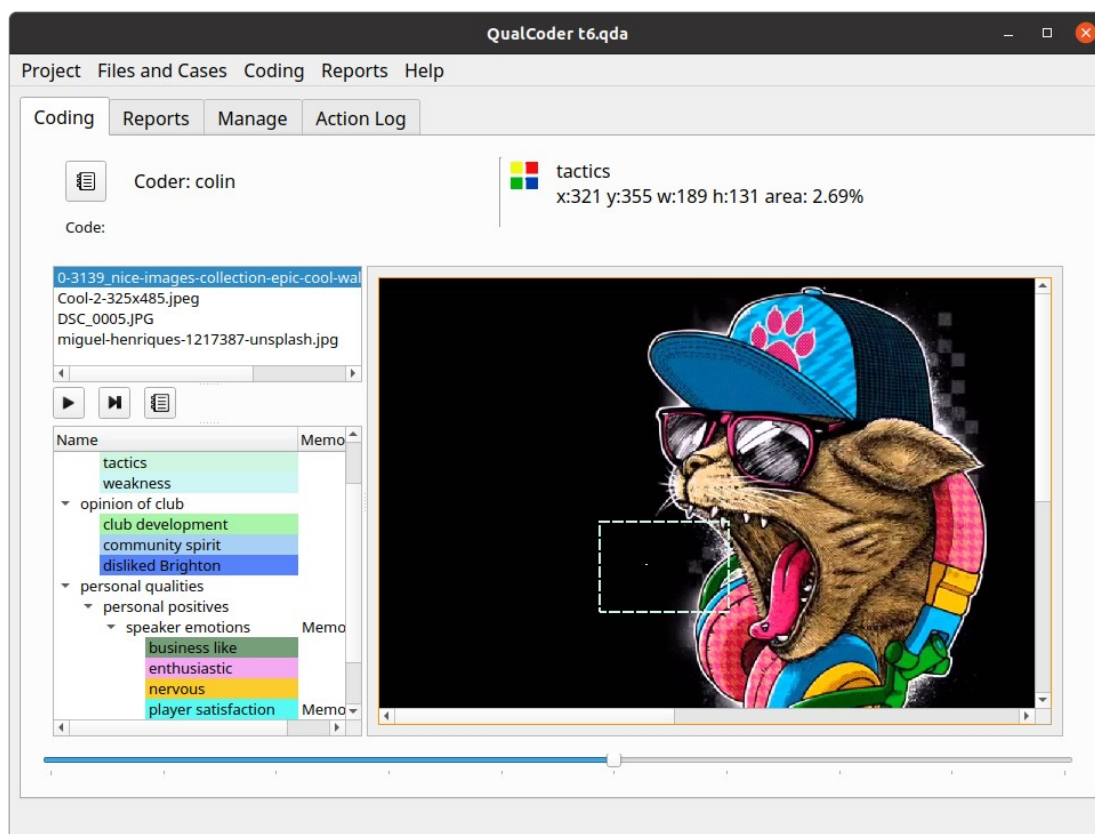 QualCoder t6.qda
Project Files and Cases Coding Reports Help
Coding Reports Manage Action Log
Coder: colin
tactics
x:321 y:355 w:189 h:131 area: 2.69%
Code:
0-3139_nice-images-collection-epic-cool-wal
Cool-2-325x485.jpeg
DSC_0005.JPG
miguel-henriques-1217387-unsplash.jpg
Name Memo
tactics
weakness
opinion of club
club development
community spirit
disliked Brighton
personal qualities
personal positives
speaker emotions Memo
business like
enthusiastic
nervous
player satisfaction Memo